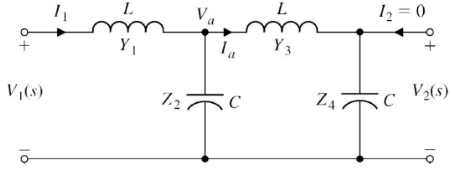 I₁ L Vₐ L I₂ = 0
+ Y₁ Iₐ Y₃ +
V₁(s) Z₂ C Z₄ C V₂(s)
− −